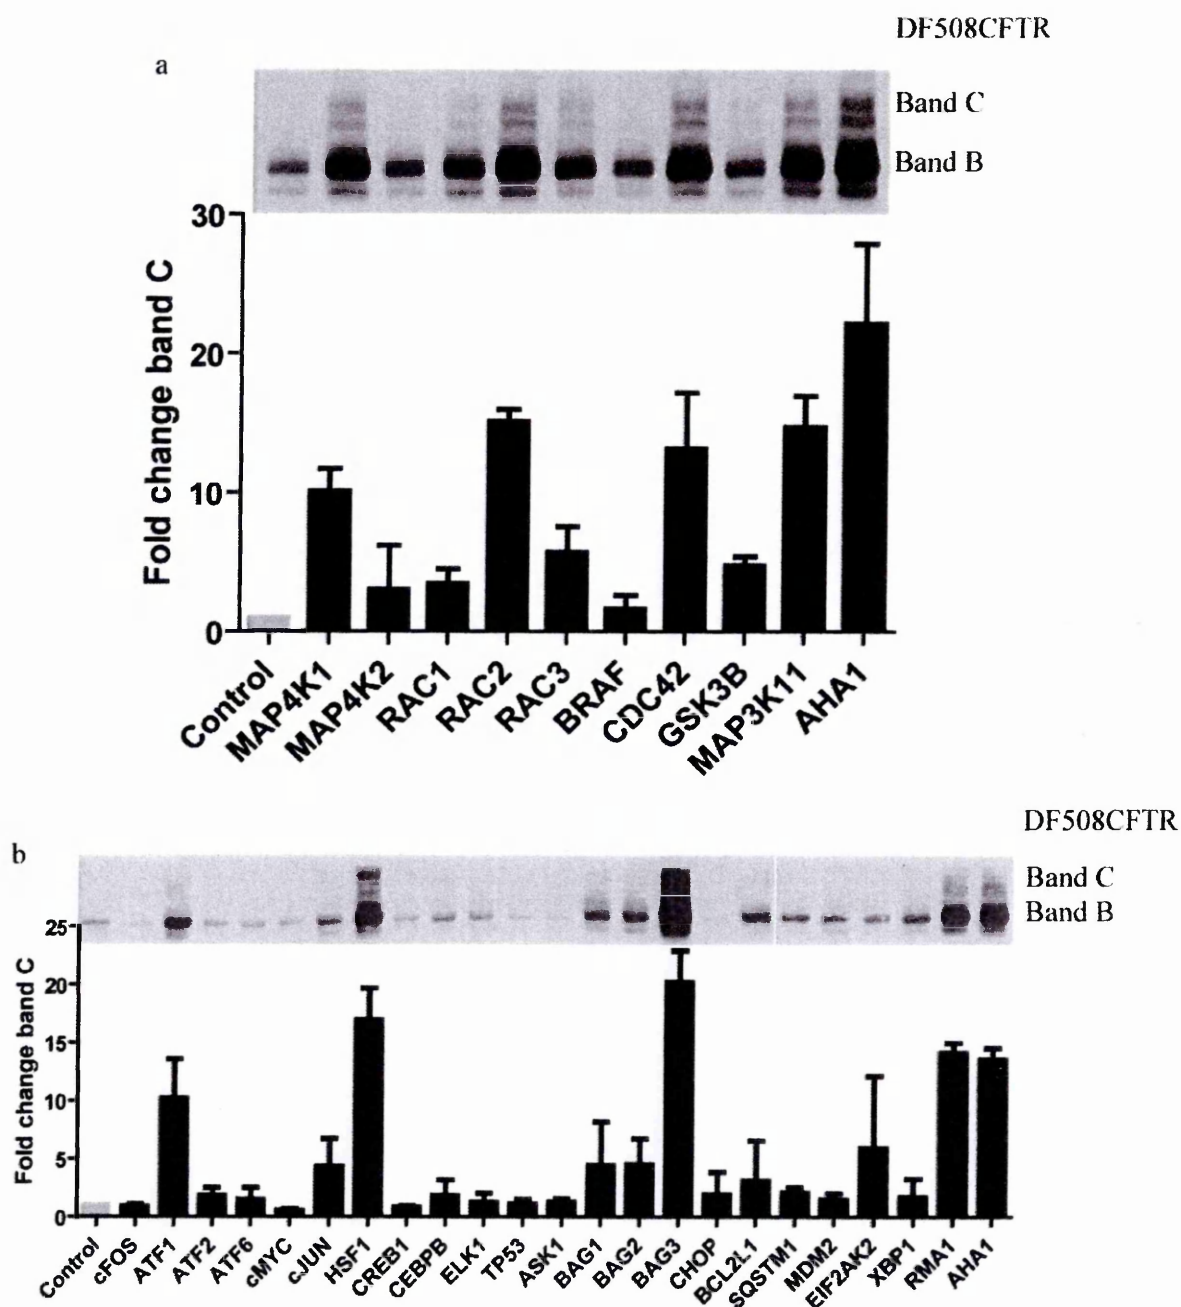 DF508CFTR
a
Band C
Band B
30
20
10
0
Fold change band C
Control
MAP4K1
MAP4K2
RAC1
RAC2
RAC3
BRAF
CDC42
GSK3B
MAP3K11
AHA1
DF508CFTR
b
Band C
Band B
25
20
15
10
5
0
Fold change band C
Control
cFOS
ATF1
ATF2
ATF6
cMYC
cJUN
HSF1
CREB1
CEBPB
ELK1
TP53
ASK1
BAG1
BAG2
BAG3
CHOP
BCL2L1
SQSTM1
MDM2
EIF2AK2
XBP1
RMA1
AHA1